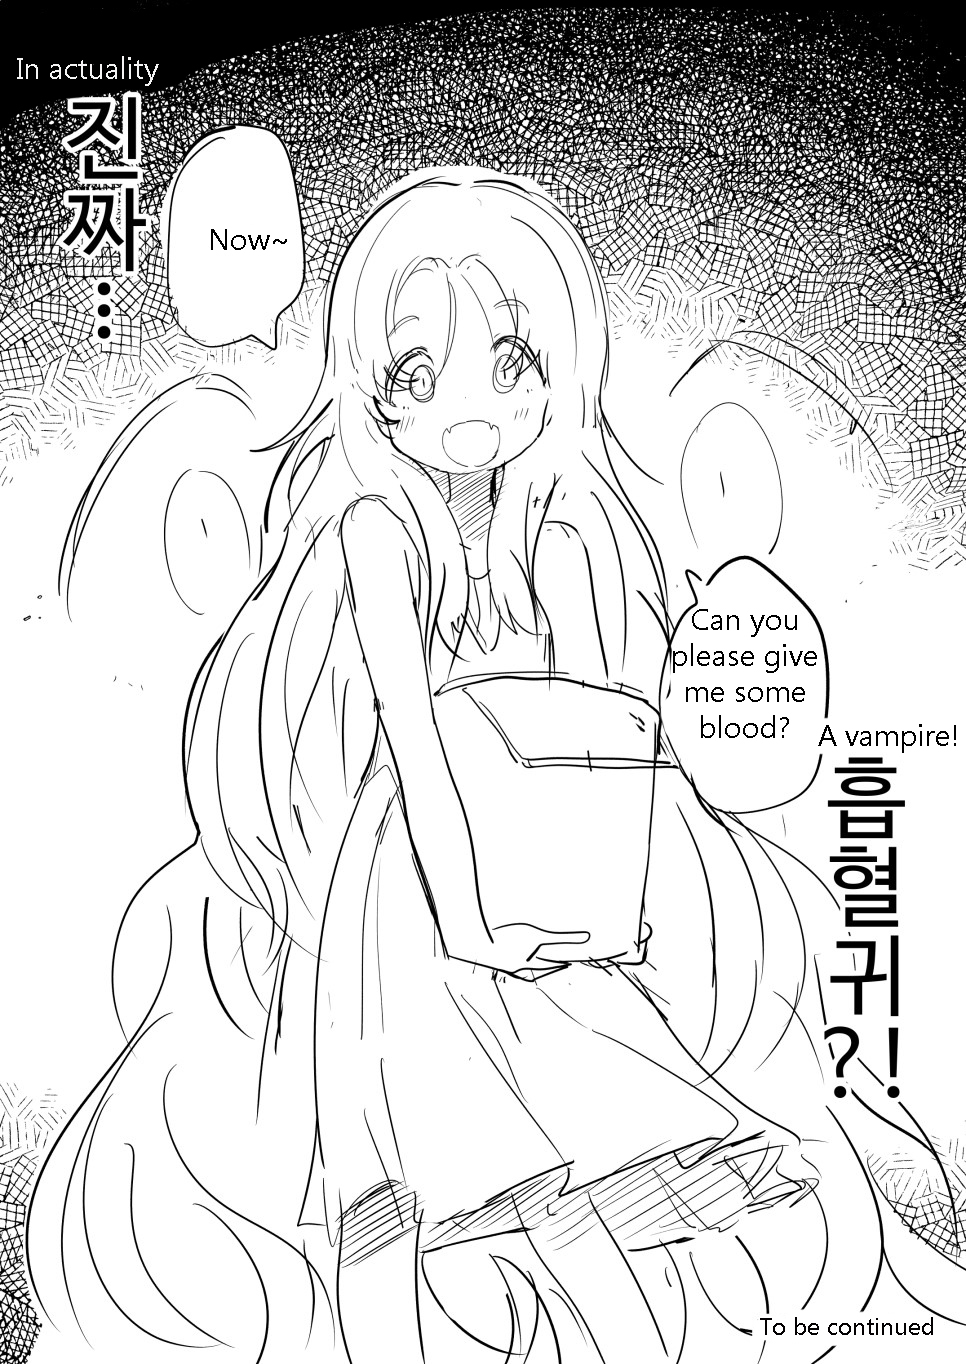 In actuality
진짜…
Now~
Can you
please give
me some
blood?
A vampire!
흡혈귀
?!
To be continued